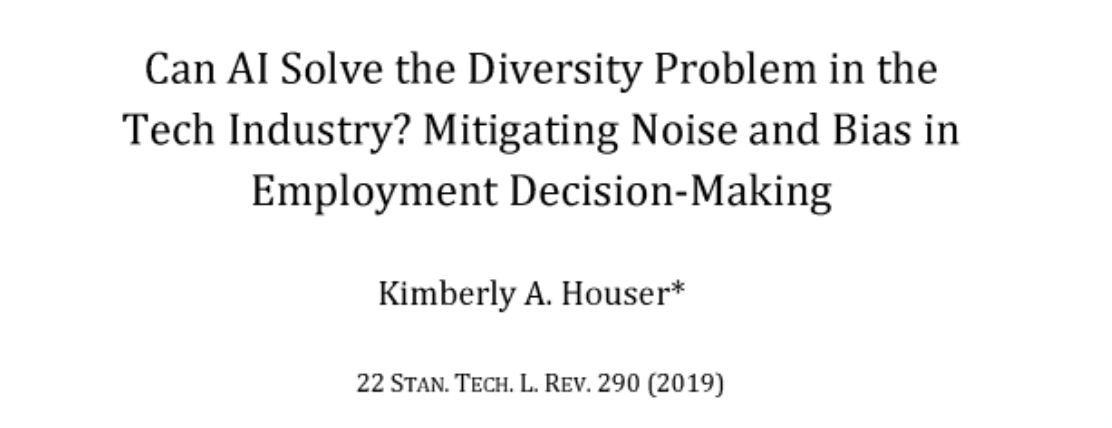 Can AI Solve the Diversity Problem in the
Tech Industry? Mitigating Noise and Bias in
Employment Decision-Making
Kimberly A. Houser*
22 STAN. TECH. L. REV. 290 (2019)